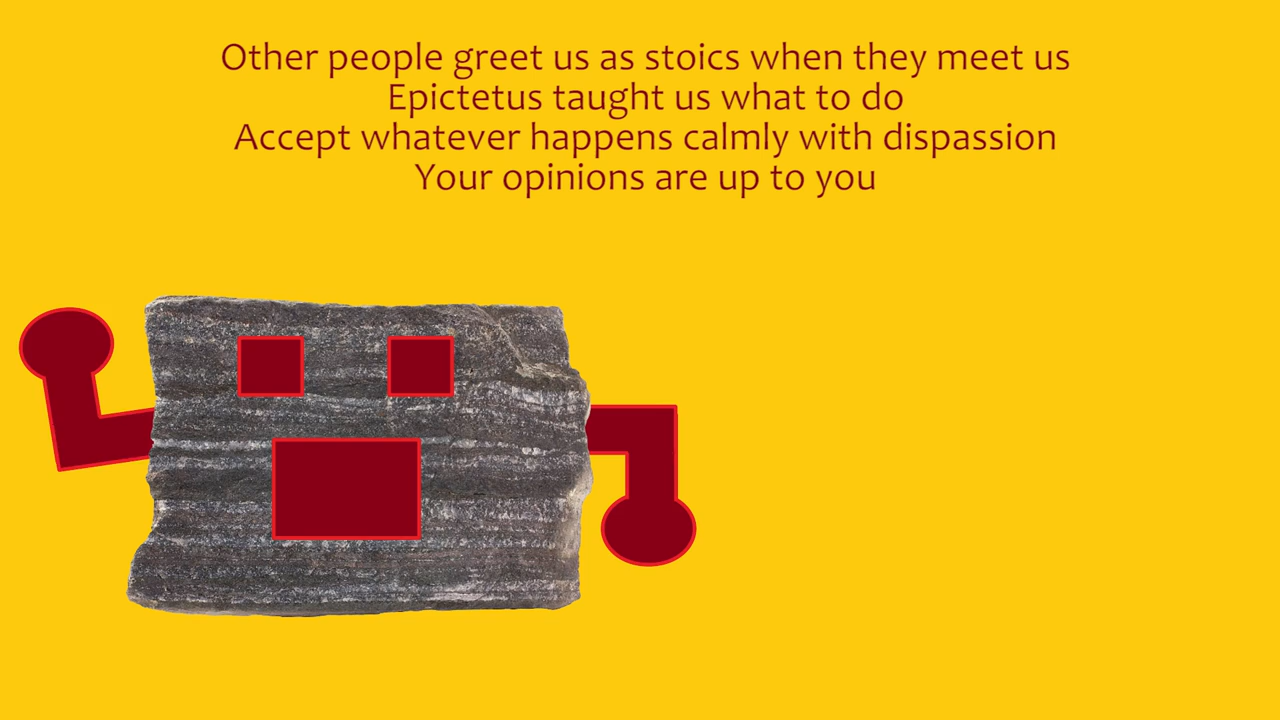 Other people greet us as stoics when they meet us
Epictetus taught us what to do
Accept whatever happens calmly with dispassion
Your opinions are up to you